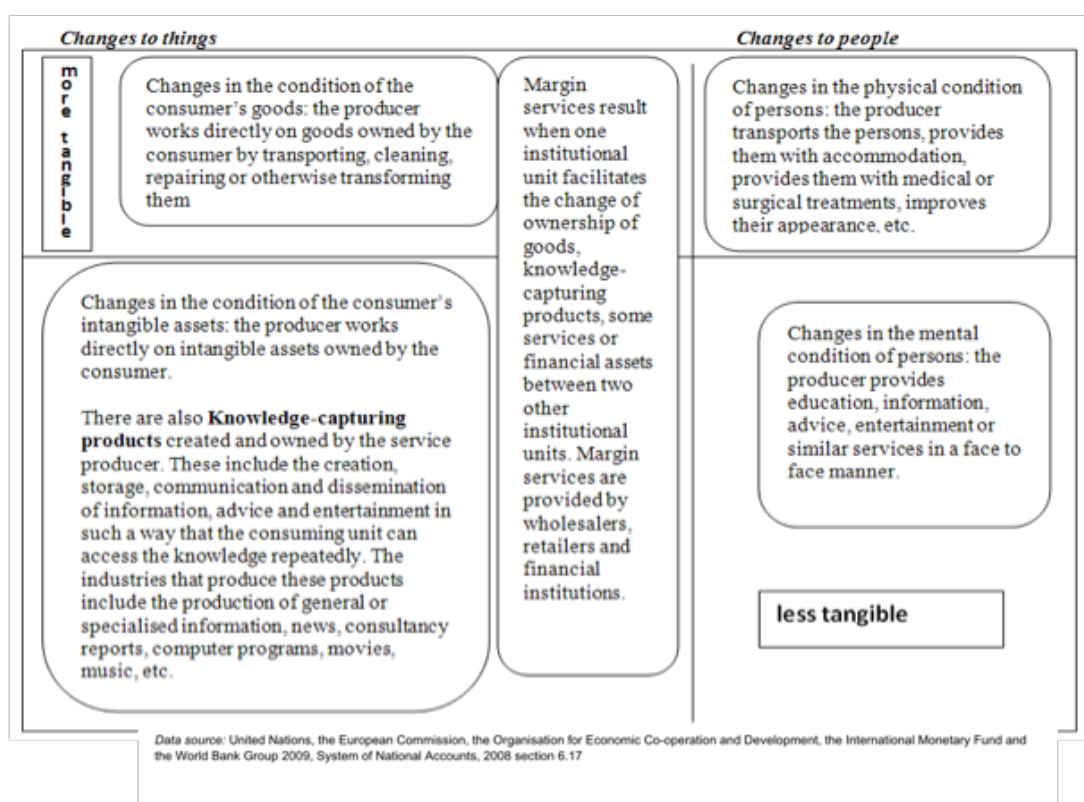 Changes to things
Changes to people
more tangible
Changes in the condition of the
consumer's goods: the producer
works directly on goods owned by the
consumer by transporting, cleaning,
repairing or otherwise transforming
them
Margin
services result
when one
institutional
unit facilitates
the change of
ownership of
goods,
knowledge-
capturing
products, some
services or
financial assets
between two
other
institutional
units. Margin
services are
provided by
wholesalers,
retailers and
financial
institutions.
Changes in the physical condition
of persons: the producer
transports the persons, provides
them with accommodation,
provides them with medical or
surgical treatments, improves
their appearance, etc.
Changes in the condition of the consumer's
intangible assets: the producer works
directly on intangible assets owned by the
consumer.
There are also Knowledge-capturing
products created and owned by the service
producer. These include the creation,
storage, communication and dissemination
of information, advice and entertainment in
such a way that the consuming unit can
access the knowledge repeatedly. The
industries that produce these products
include the production of general or
specialised information, news, consultancy
reports, computer programs, movies,
music, etc.
Changes in the mental
condition of persons: the
producer provides
education, information,
advice, entertainment or
similar services in a face to
face manner.
less tangible
Data source: United Nations, the European Commission, the Organisation for Economic Co-operation and Development, the International Monetary Fund and
the World Bank Group 2009, System of National Accounts, 2008 section 6.17